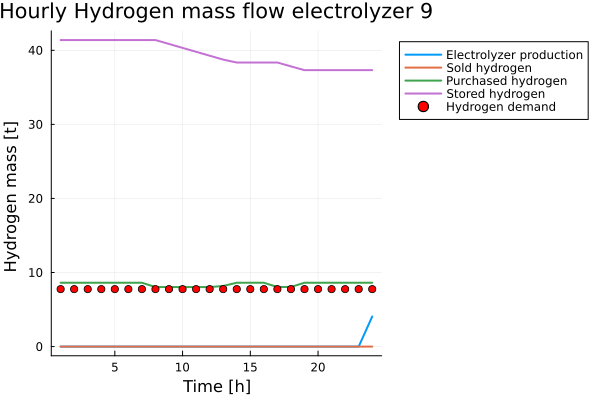 Hourly Hydrogen mass flow electrolyzer 9
Electrolyzer production
Sold hydrogen
Purchased hydrogen
Stored hydrogen
Hydrogen demand
Hydrogen mass [t]
40
30
20
10
0
5 10 15 20
Time [h]